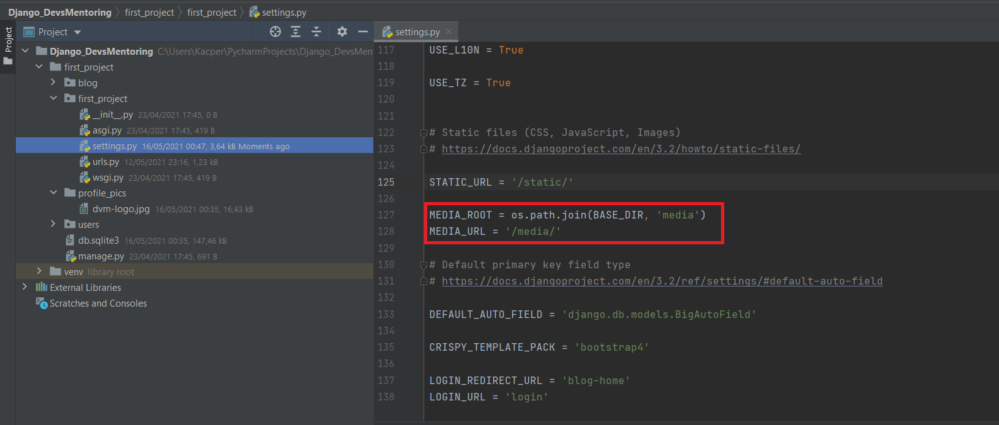 Django_DevsMentoring first_project first_project settings.py
Project
Project
settings.py
Django_DevsMentoring C:\Users\Kacper\PycharmProjects\Django_DevsMen
first_project
blog
first_project
__init__.py 23/04/2021 17:45, 0 B
asgi.py 23/04/2021 17:45, 419 B
settings.py 16/05/2021 00:47, 3,64 kB Moments ago
urls.py 12/05/2021 23:16, 1,23 kB
wsgi.py 23/04/2021 17:45, 419 B
profile_pics
dvm-logo.jpg 16/05/2021 00:35, 16,43 kB
users
db.sqlite3 16/05/2021 00:35, 147,46 kB
manage.py 23/04/2021 17:45, 691 B
venv library root
External Libraries
Scratches and Consoles
117 USE_L10N = True
118
119 USE_TZ = True
120
121
122 # Static files (CSS, JavaScript, Images)
123 # https://docs.djangoproject.com/en/3.2/howto/static-files/
124
125 STATIC_URL = '/static/'
126
127 MEDIA_ROOT = os.path.join(BASE_DIR, 'media')
128 MEDIA_URL = '/media/'
129
130 # Default primary key field type
131 # https://docs.djangoproject.com/en/3.2/ref/settings/#default-auto-field
132
133 DEFAULT_AUTO_FIELD = 'django.db.models.BigAutoField'
134
135 CRISPY_TEMPLATE_PACK = 'bootstrap4'
136
137 LOGIN_REDIRECT_URL = 'blog-home'
138 LOGIN_URL = 'login'